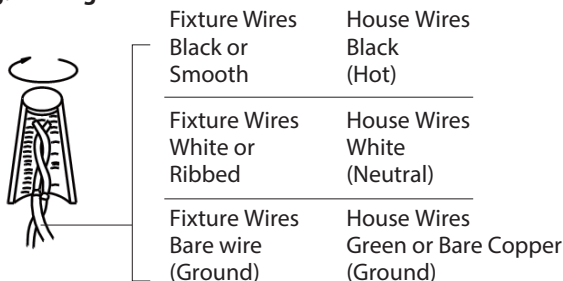 Fixture Wires House Wires
Black or Black
Smooth (Hot)
Fixture Wires House Wires
White or White
Ribbed (Neutral)
Fixture Wires House Wires
Bare wire Green or Bare Copper
(Ground) (Ground)